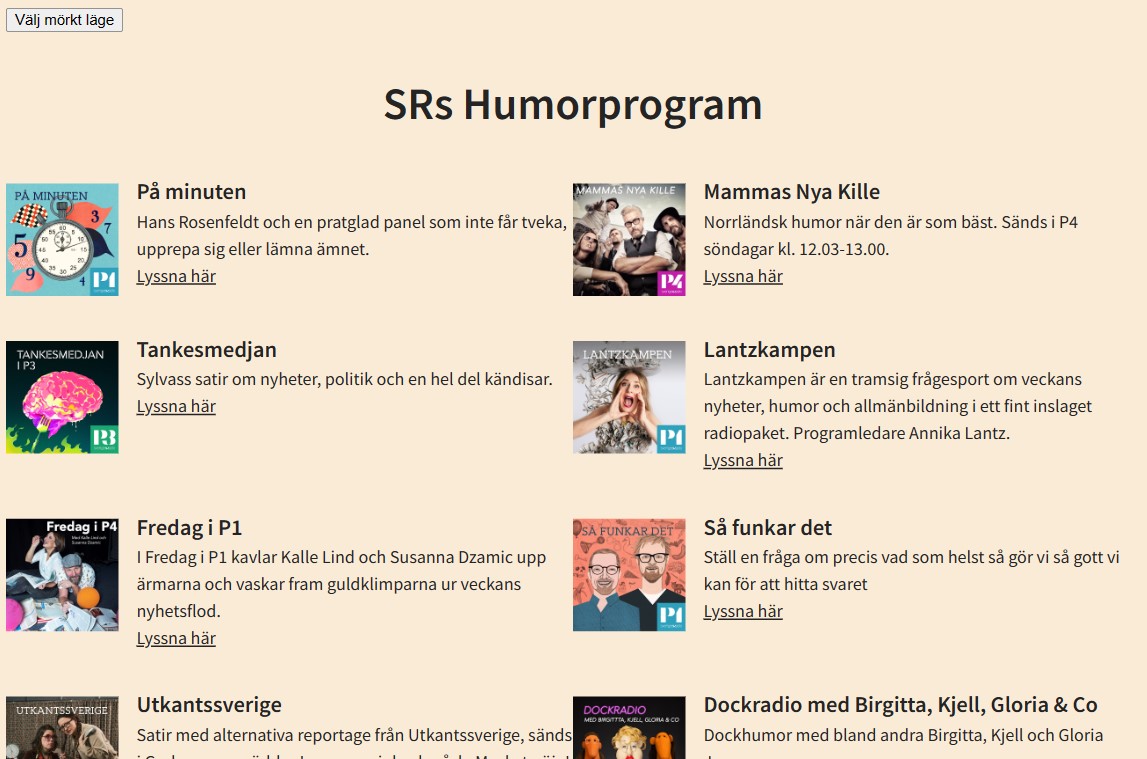 Välj mörkt läge
SRs Humorprogram
PÅ MINUTEN
P1
På minuten
Hans Rosenfeldt och en pratglad panel som inte får tveka,
upprepa sig eller lämna ämnet.
Lyssna här
MAMMAS NYA KILLE
P4
Mammas Nya Kille
Norrländsk humor när den är som bäst. Sänds i P4
söndagar kl. 12.03-13.00.
Lyssna här
TANKESMEDJAN
I P3
P3
Tankesmedjan
Sylvass satir om nyheter, politik och en hel del kändisar.
Lyssna här
LANTZKAMPEN
P1
Lantzkampen
Lantzkampen är en tramsig frågesport om veckans
nyheter, humor och allmänbildning i ett fint inslaget
radiopaket. Programledare Annika Lantz.
Lyssna här
Fredag i P4
Med Kalle Lind och
Susanna Dzamic
Fredag i P1
I Fredag i P1 kavlar Kalle Lind och Susanna Dzamic upp
ärmarna och vaskar fram guldklimparna ur veckans
nyhetsflod.
Lyssna här
SÅ FUNKAR DET
P1
Så funkar det
Ställ en fråga om precis vad som helst så gör vi så gott vi
kan för att hitta svaret
Lyssna här
UTKANTSSVERIGE
Utkantssverige
Satir med alternativa reportage från Utkantssverige, sänds
DOCKRADIO
MED BIRGITTA, KJELL, GLORIA & CO
Dockradio med Birgitta, Kjell, Gloria & Co
Dockhumor med bland andra Birgitta, Kjell och Gloria